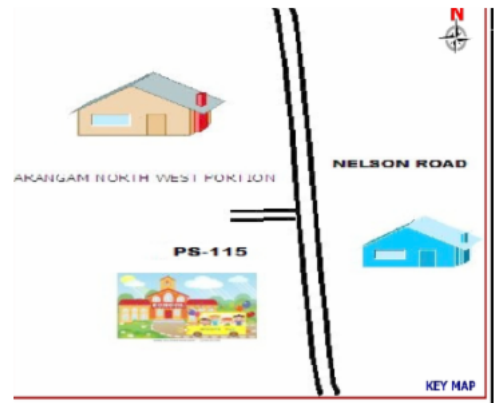 N
NELSON ROAD
ARANGAM NORTH WEST PORTION
PS-115
KEY MAP